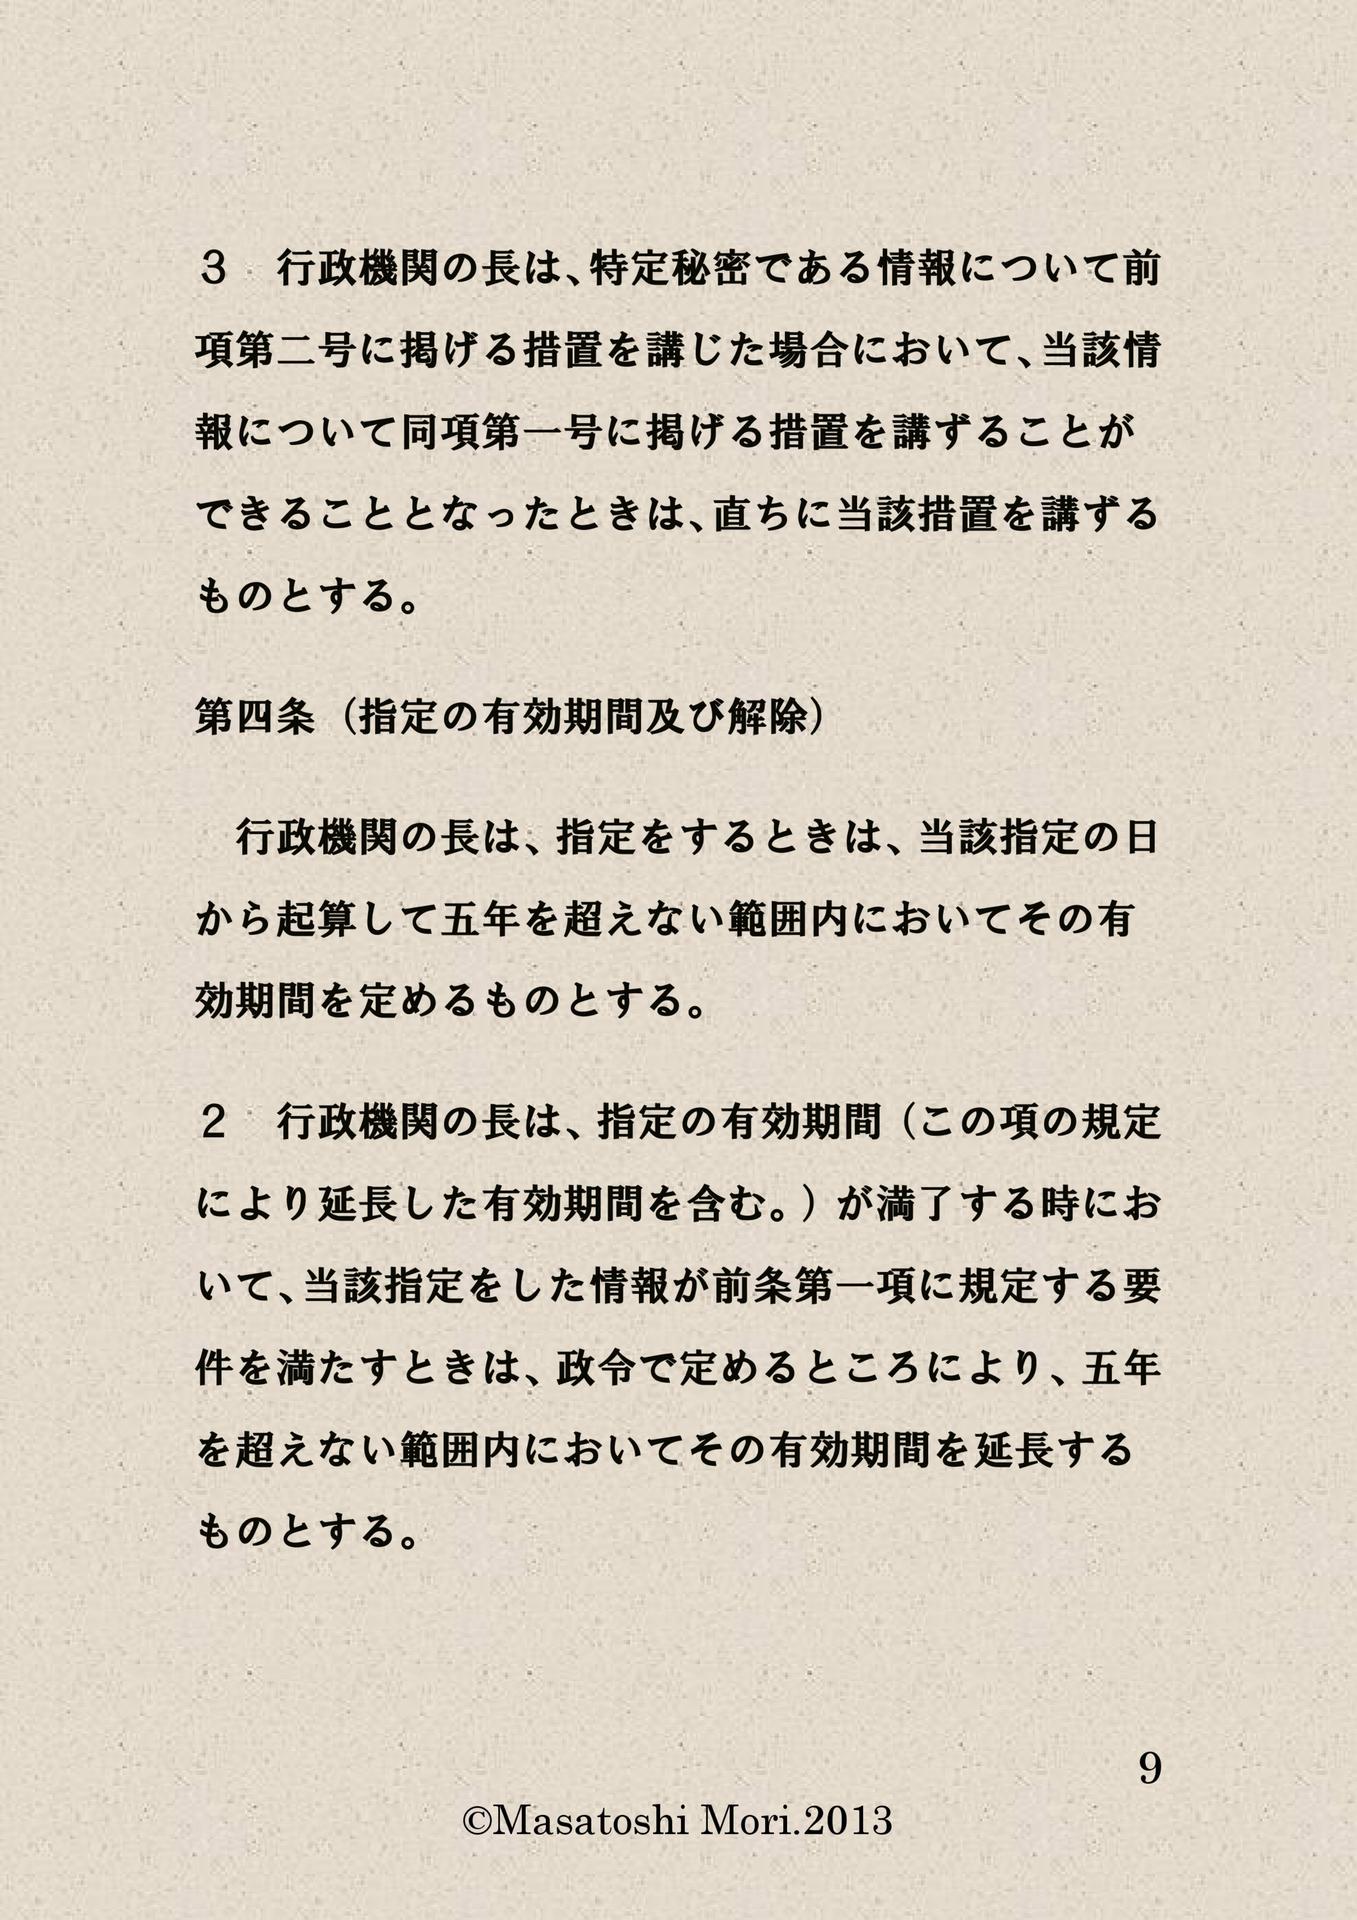 ３　行政機関の長は、特定秘密である情報について前
項第二号に掲げる措置を講じた場合において、当該情
報について同項第一号に掲げる措置を講ずることが
できることとなったときは、直ちに当該措置を講ずる
ものとする。
第四条（指定の有効期間及び解除）
　行政機関の長は、指定をするときは、当該指定の日
から起算して五年を超えない範囲内においてその有
効期間を定めるものとする。
２　行政機関の長は、指定の有効期間（この項の規定
により延長した有効期間を含む。）が満了する時にお
いて、当該指定をした情報が前条第一項に規定する要
件を満たすときは、政令で定めるところにより、五年
を超えない範囲内においてその有効期間を延長する
ものとする。
9
©Masatoshi Mori.2013